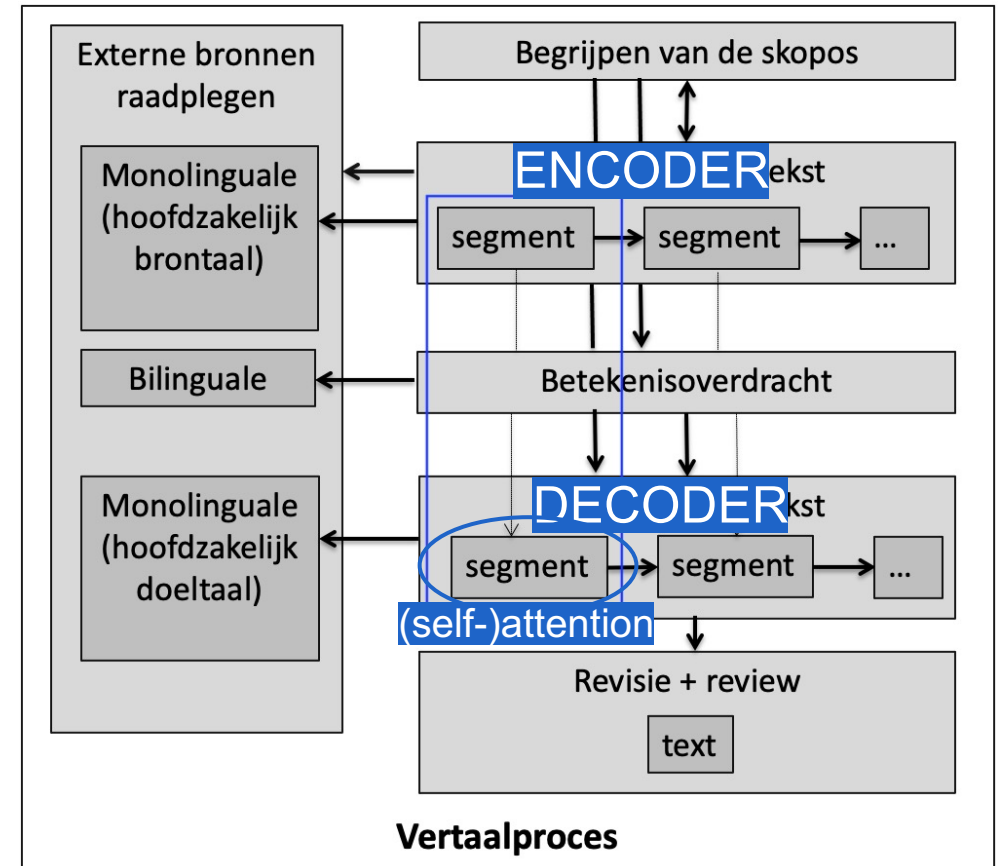 Externe bronnen
raadplegen
Monolinguale
(hoofdzakelijk
brontaal)
Bilinguale
Monolinguale
(hoofdzakelijk
doeltaal)
Begrijpen van de skopos
ENCODER ekst
segment segment ...
Betekenisoverdracht
DECODER kst
segment segment ...
(self-)attention
Revisie + review
text
Vertaalproces